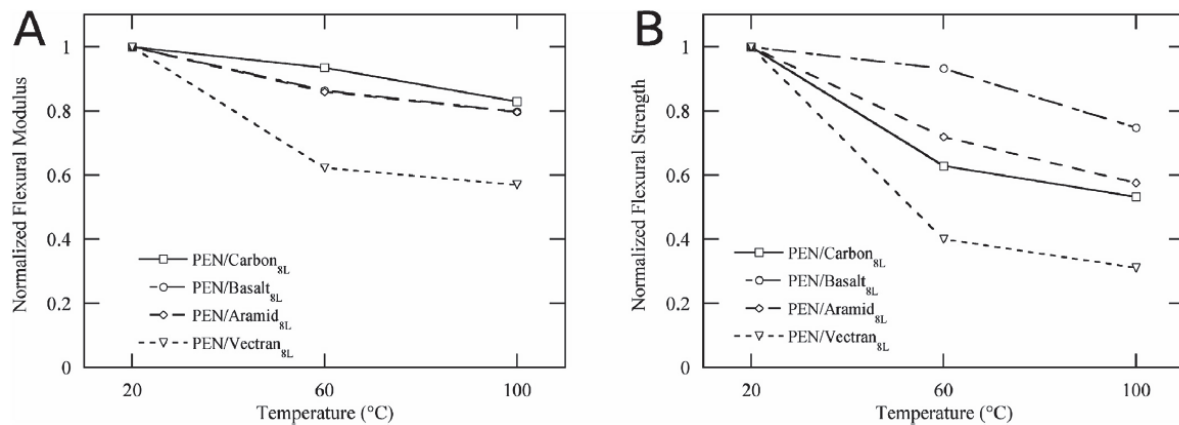 A
Normalized Flexural Modulus
1
0.8
0.6
0.4
0.2
0
PEN/Carbon8L
PEN/Basalt8L
PEN/Aramid8L
PEN/Vectran8L
20 60 100
Temperature (°C)
B
Normalized Flexural Strength
1
0.8
0.6
0.4
0.2
0
PEN/Carbon8L
PEN/Basalt8L
PEN/Aramid8L
PEN/Vectran8L
20 60 100
Temperature (°C)